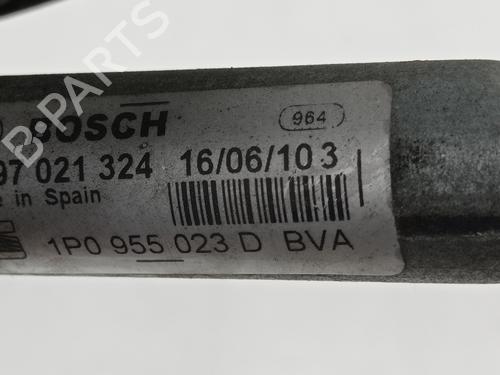 B PARTS
BOSCH
964
97 021 324 16/06/10 3
e in Spain
1P0 955 023 D BVA